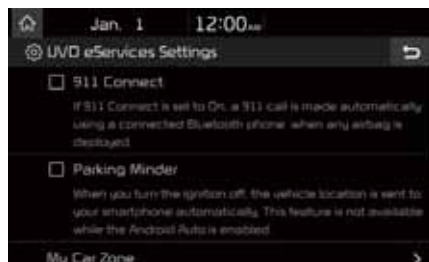 Jan. 1 12:00AM
UVO eServices Settings
911 Connect
If 911 Connect is set to On, a 911 call is made automatically
using a connected Bluetooth phone when any airbag is
deployed.
Parking Minder
When you turn the ignition off, the vehicle location is sent to
your smartphone automatically. This feature is not available
while the Android Auto is enabled.
My Car Zone